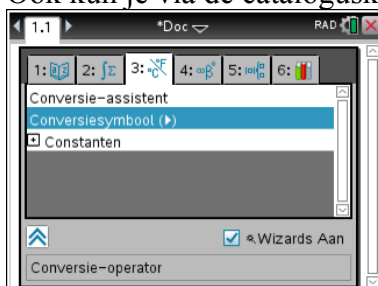 Ook kun je via de catalogusk
1.1 *Doc RAD
1: 2: ∫Σ 3: °C°F 4: ∞β° 5: 6:
Conversie-assistent
Conversiesymbool (▶)
+ Constanten
Wizards Aan
Conversie-operator